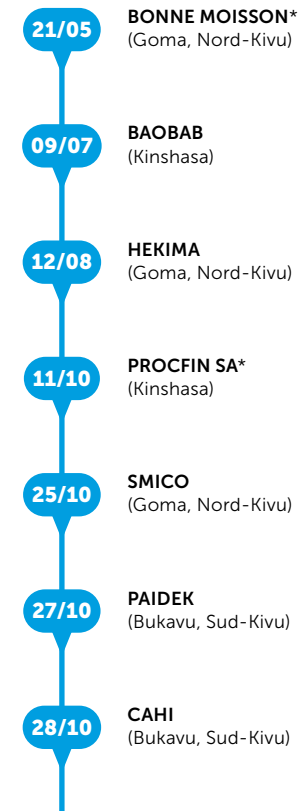 21/05
BONNE MOISSON*
(Goma, Nord-Kivu)
09/07
BAOBAB
(Kinshasa)
12/08
HEKIMA
(Goma, Nord-Kivu)
11/10
PROCFIN SA*
(Kinshasa)
25/10
SMICO
(Goma, Nord-Kivu)
27/10
PAIDEK
(Bukavu, Sud-Kivu)
28/10
CAHI
(Bukavu, Sud-Kivu)